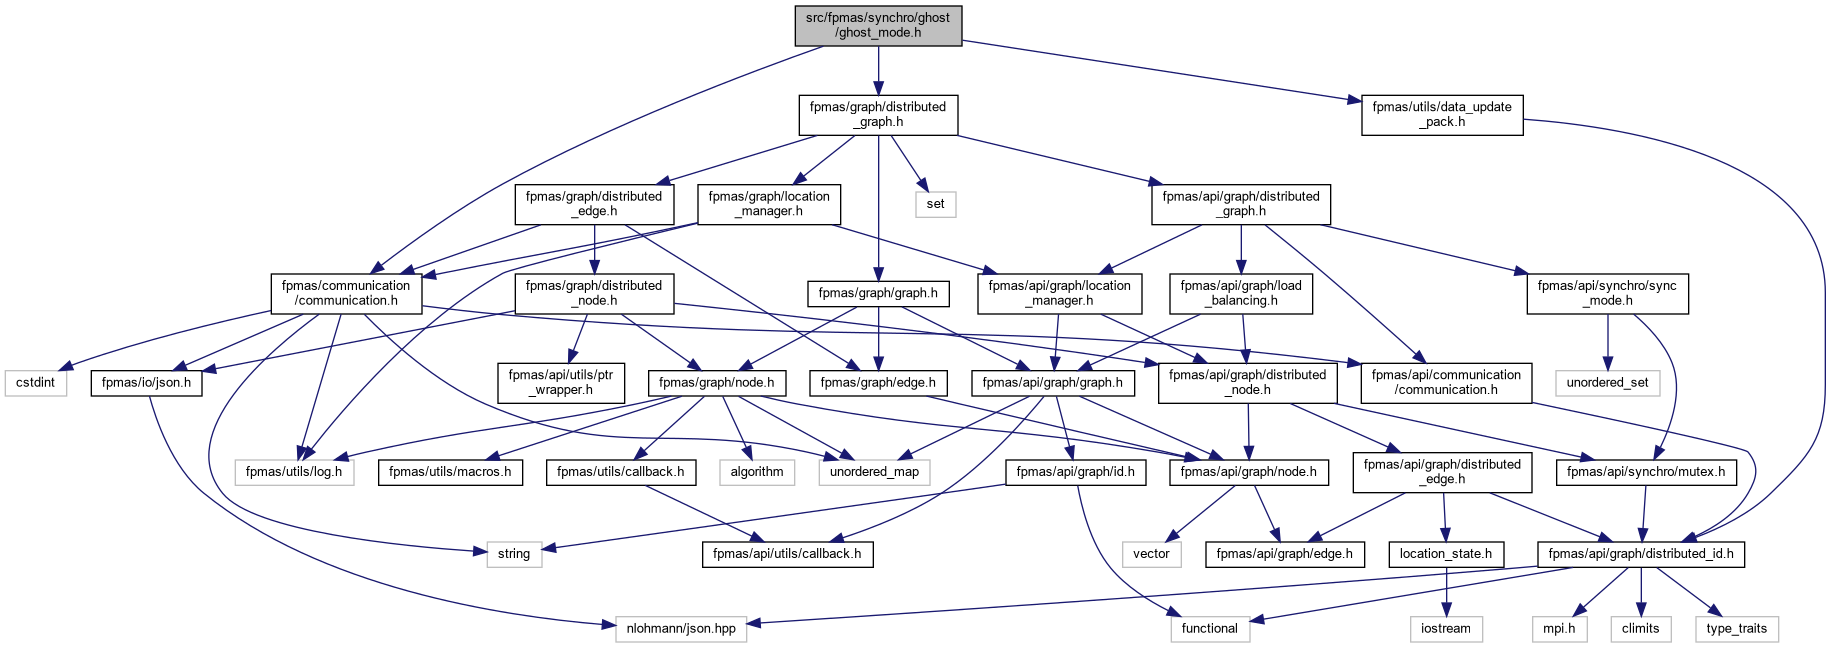 src/fpmas/synchro/ghost
/ghost_mode.h
fpmas/graph/distributed
_graph.h
fpmas/utils/data_update
_pack.h
fpmas/graph/distributed
_edge.h
fpmas/graph/location
_manager.h
set
fpmas/api/graph/distributed
_graph.h
fpmas/communication
/communication.h
fpmas/graph/distributed
_node.h
fpmas/graph/graph.h
fpmas/api/graph/location
_manager.h
fpmas/api/graph/load
_balancing.h
fpmas/api/synchro/sync
_mode.h
cstdint
fpmas/io/json.h
fpmas/api/utils/ptr
_wrapper.h
fpmas/graph/node.h
fpmas/graph/edge.h
fpmas/api/graph/graph.h
fpmas/api/graph/distributed
_node.h
fpmas/api/communication
/communication.h
unordered_set
fpmas/utils/log.h
fpmas/utils/macros.h
fpmas/utils/callback.h
algorithm
unordered_map
fpmas/api/graph/id.h
fpmas/api/graph/node.h
fpmas/api/graph/distributed
_edge.h
fpmas/api/synchro/mutex.h
string
fpmas/api/utils/callback.h
vector
fpmas/api/graph/edge.h
location_state.h
fpmas/api/graph/distributed_id.h
nlohmann/json.hpp
functional
iostream
mpi.h
climits
type_traits